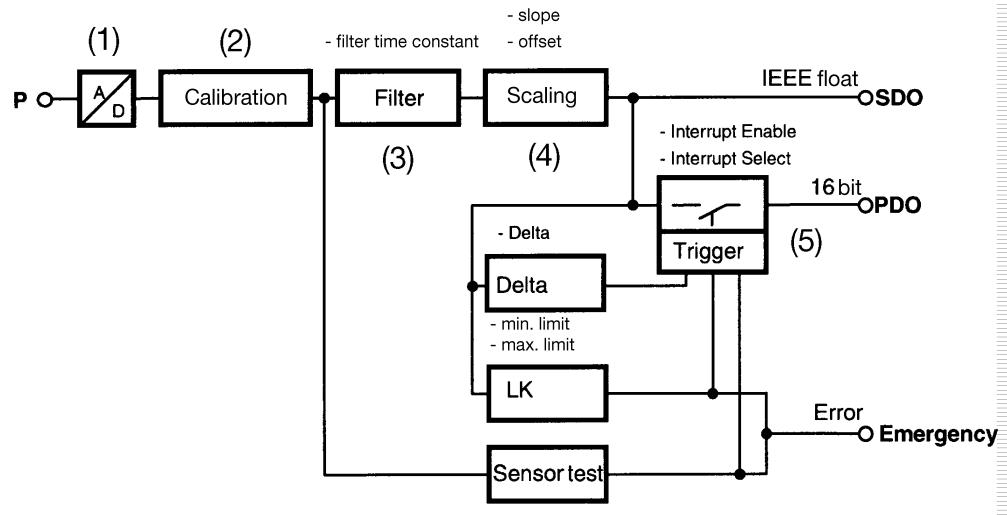 - slope
- offset
(1)
(2)
- filter time constant
IEEE float
P
A
D
Calibration
Filter
Scaling
SDO
(3)
(4)
- Interrupt Enable
- Interrupt Select
16 bit
PDO
- Delta
Trigger
(5)
Delta
- min. limit
- max. limit
LK
Error
Emergency
Sensor test